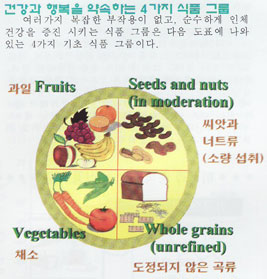 건강과 행복을 약속하는 4가지 식품 그룹
여러가지 복잡한 부작용이 없고, 순수하게 인체
건강을 증진 시키는 식품 그룹은 다음 도표에 나와
있는 4가지 기초 식품 그룹이다.
과일 Fruits
Seeds and nuts
(in moderation)
씨앗과
너트류
(소량 섭취)
Vegetables
채소
Whole grains
(unrefined)
도정되지 않은 곡류